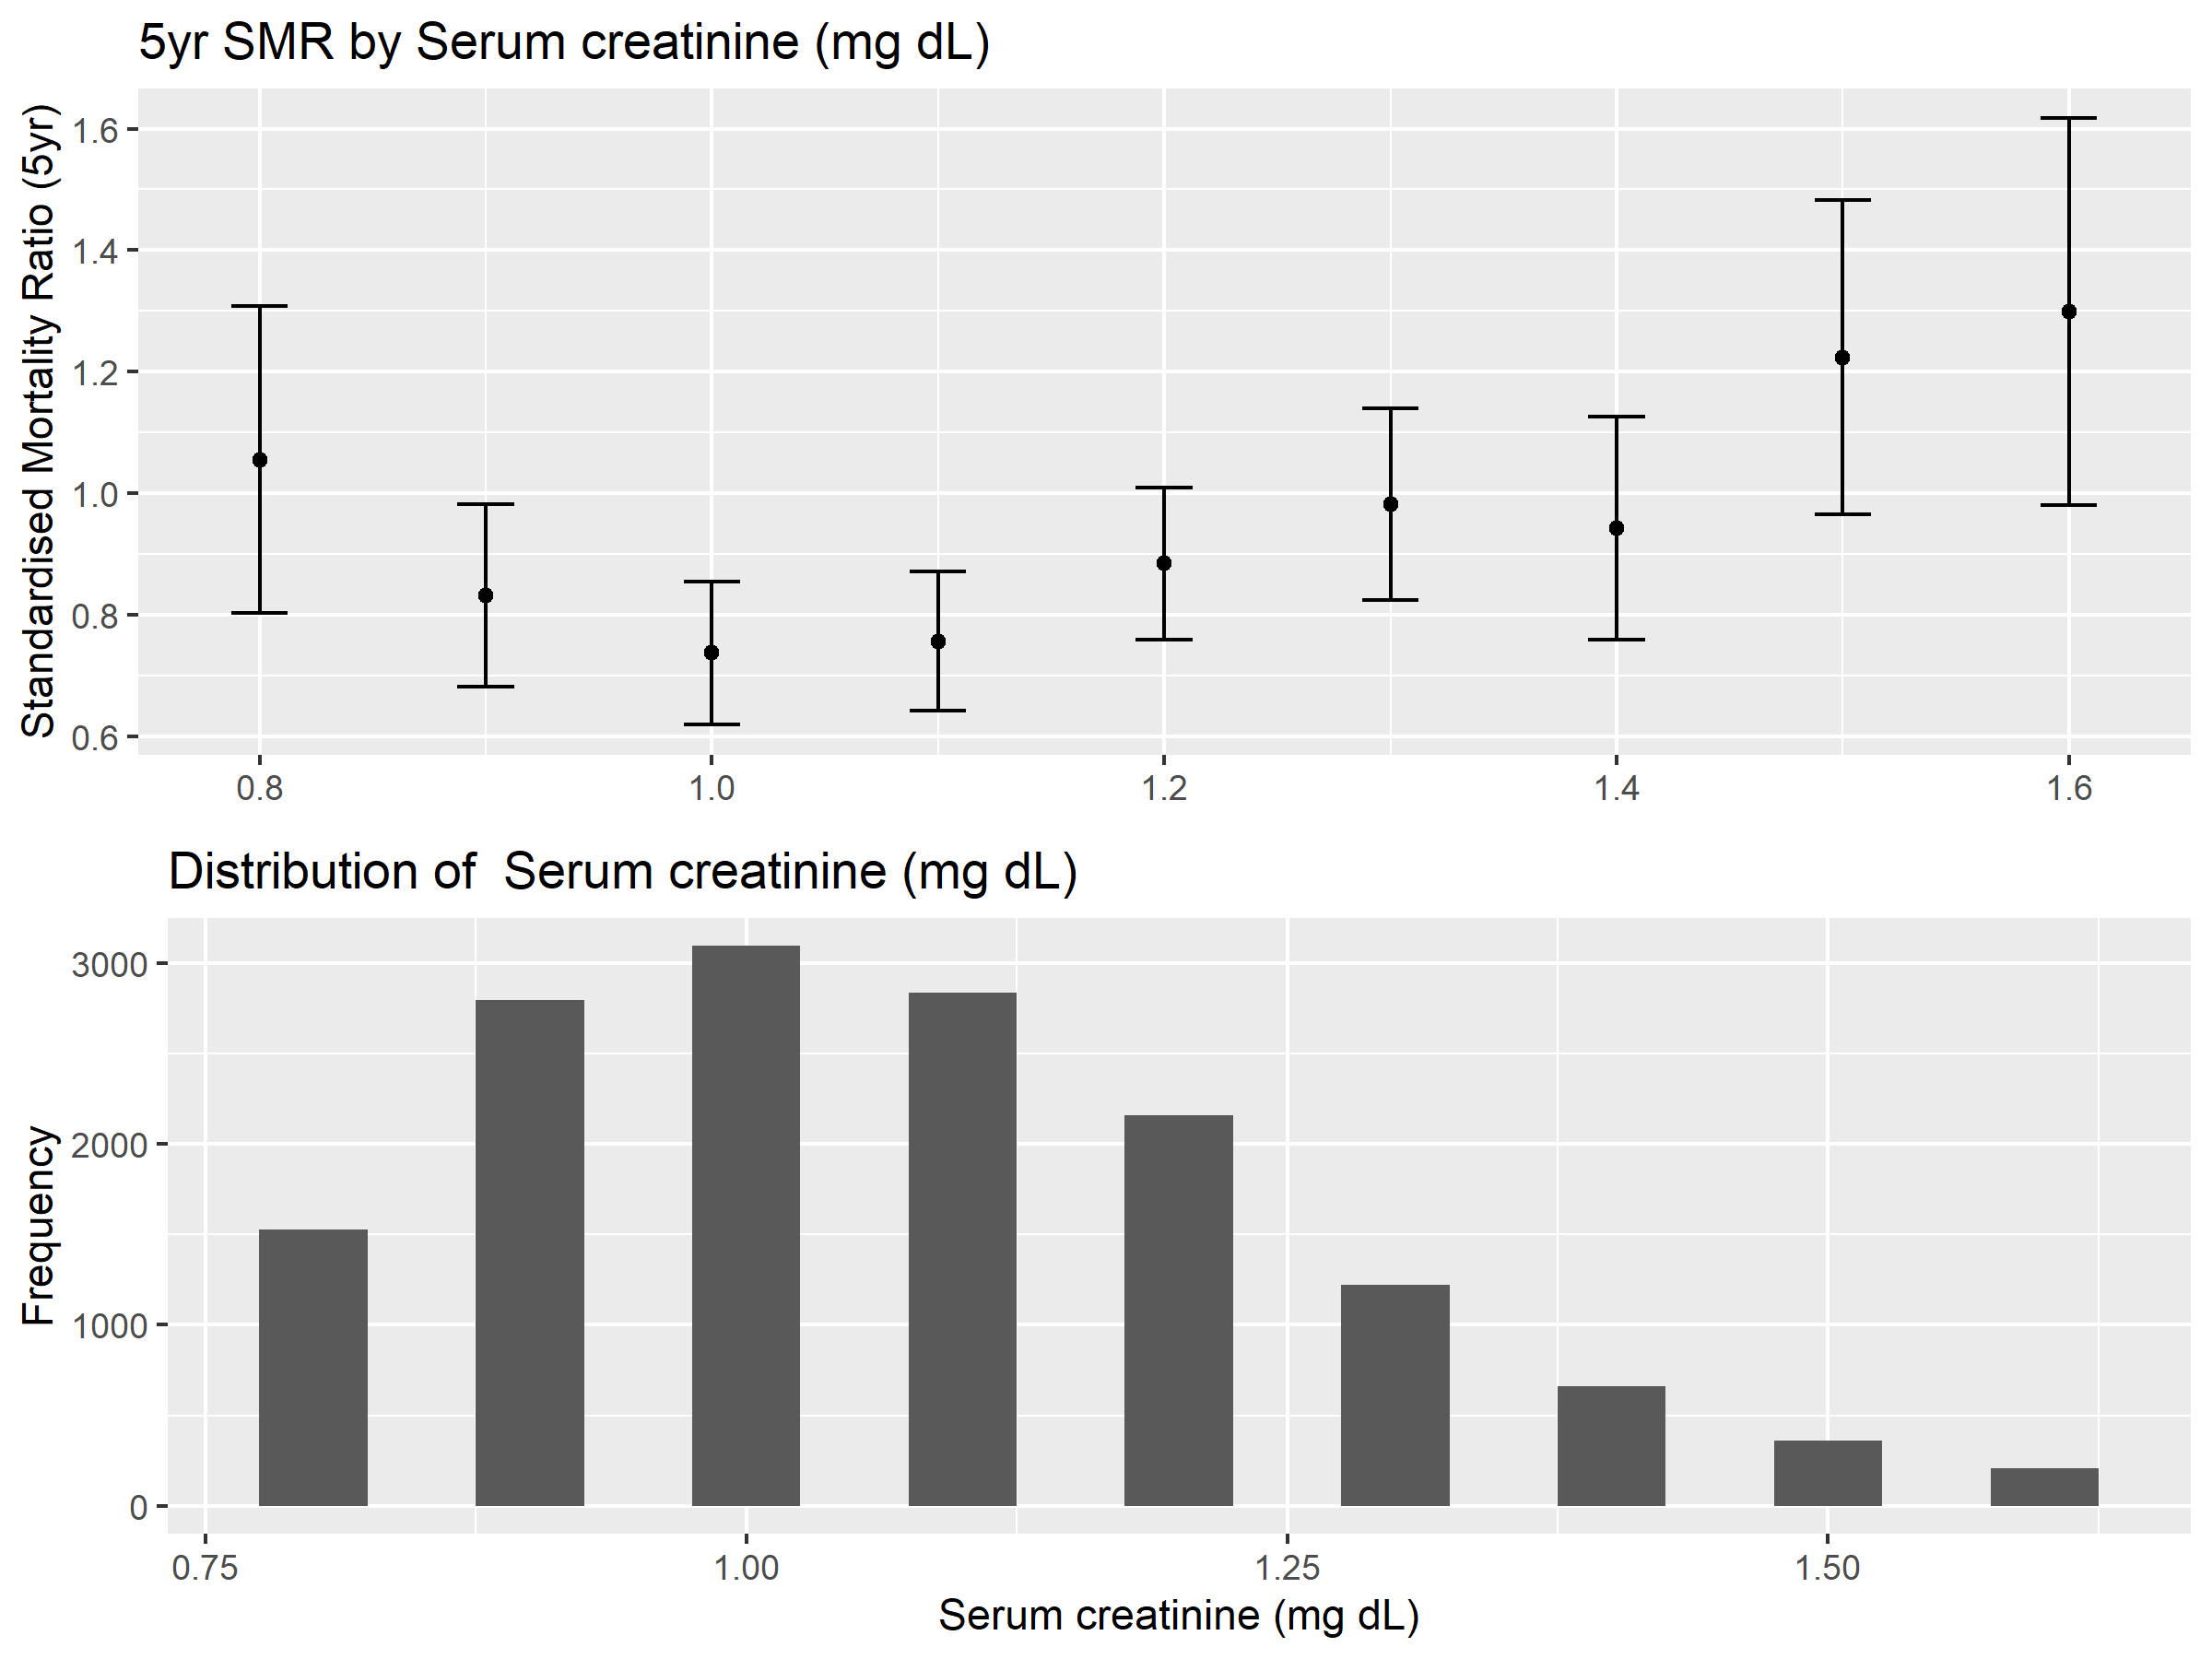 5yr SMR by Serum creatinine (mg dL)
Standardised Mortality Ratio (5yr)
1.6
1.4
1.2
1.0
0.8
0.6
0.8 1.0 1.2 1.4 1.6
Distribution of  Serum creatinine (mg dL)
Frequency
3000
2000
1000
0
0.75 1.00 1.25 1.50
Serum creatinine (mg dL)